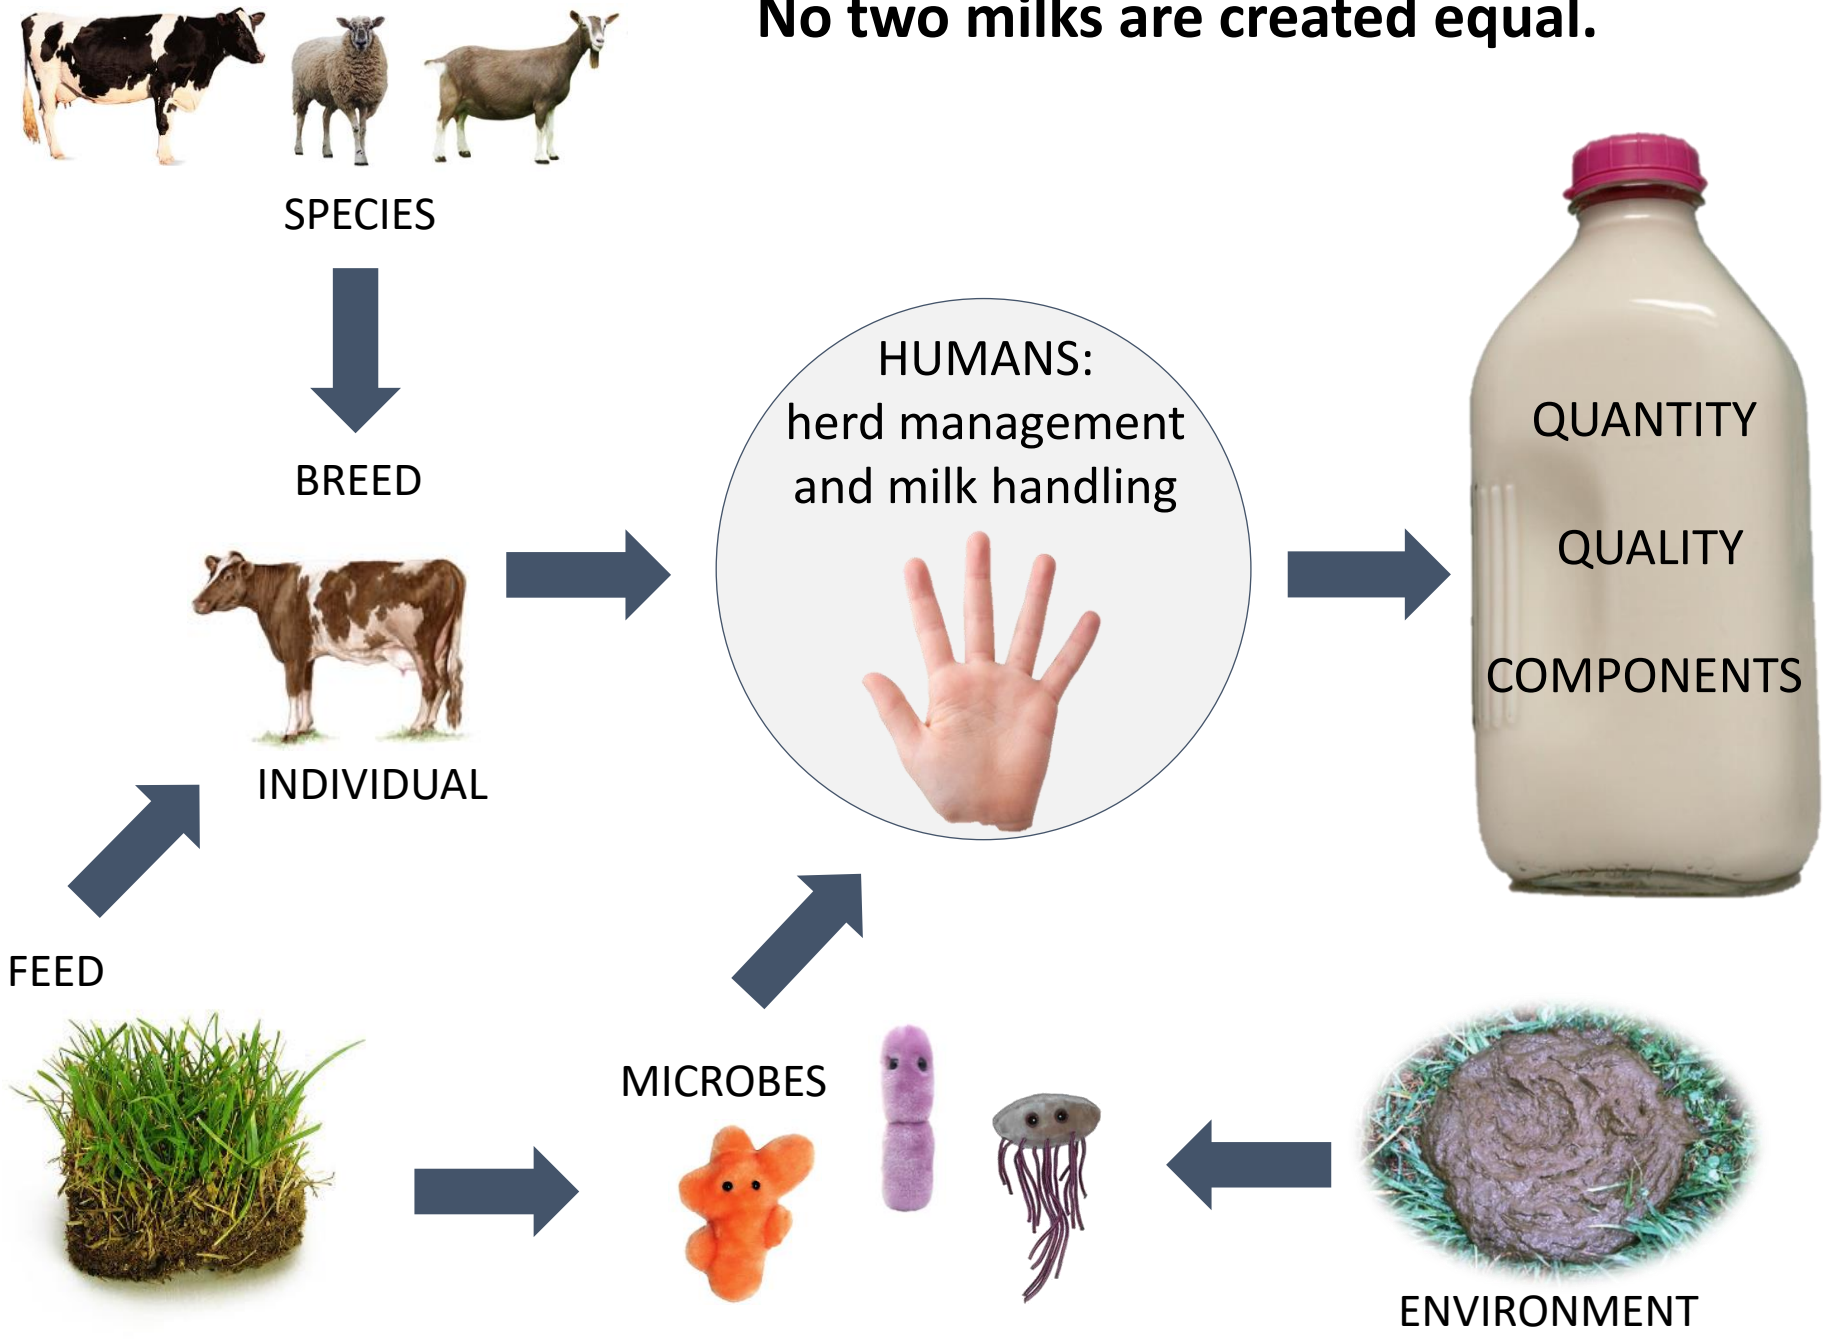 No two milks are created equal.
SPECIES
BREED
INDIVIDUAL
FEED
HUMANS:
herd management
and milk handling
MICROBES
ENVIRONMENT
QUANTITY
QUALITY
COMPONENTS